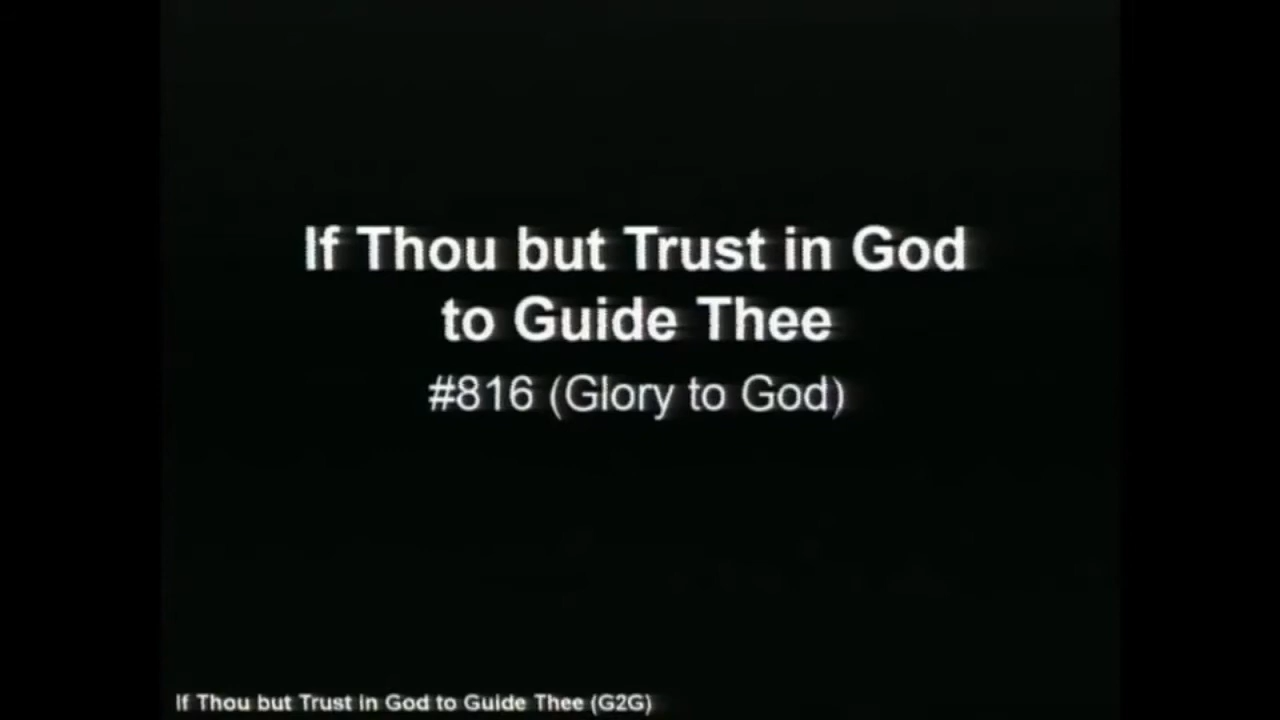 If Thou but Trust in God
to Guide Thee
#816 (Glory to God)
If Thou but Trust in God to Guide Thee (G2G)